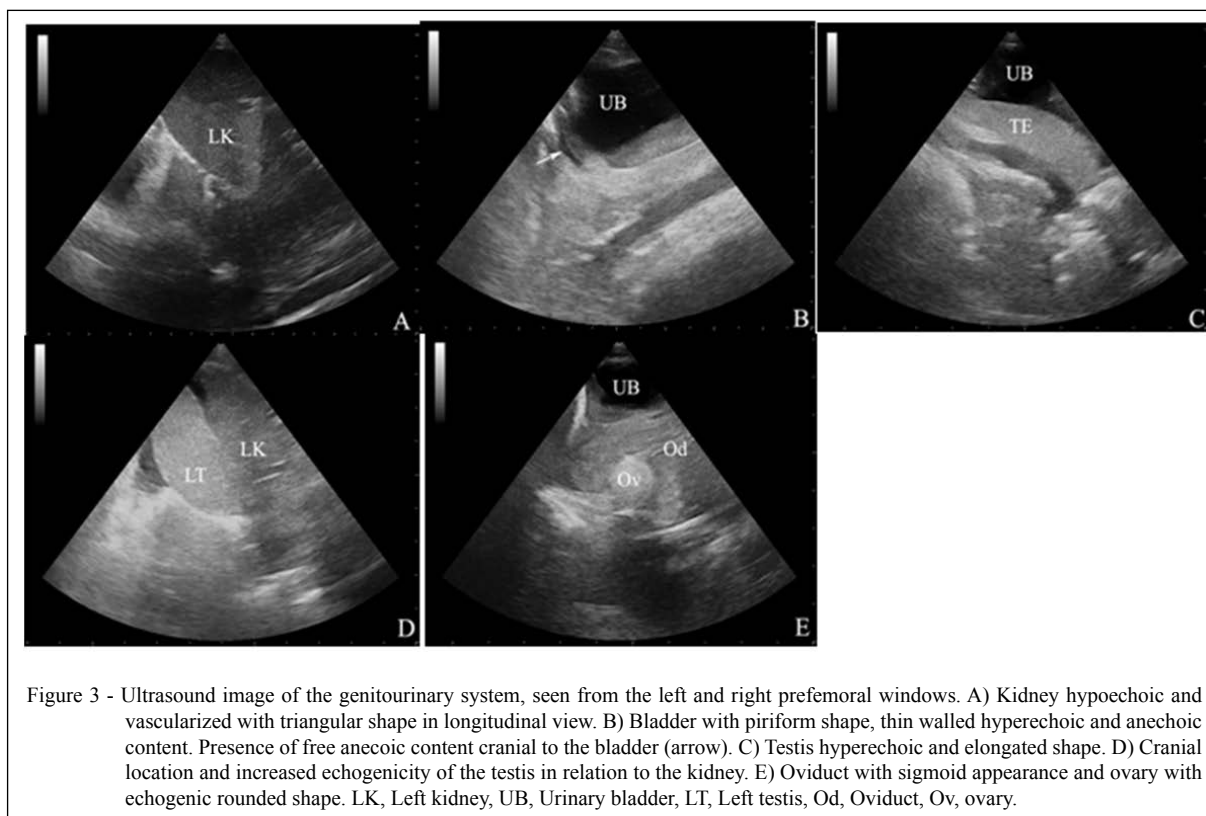 LK
A
UB
B
UB
TE
C
LT
LK
D
UB
Od
Ov
E
Figure 3 - Ultrasound image of the genitourinary system, seen from the left and right prefemoral windows. A) Kidney hypoechoic and
vascularized with triangular shape in longitudinal view. B) Bladder with piriform shape, thin walled hyperechoic and anechoic
content. Presence of free anecoic content cranial to the bladder (arrow). C) Testis hyperechoic and elongated shape. D) Cranial
location and increased echogenicity of the testis in relation to the kidney. E) Oviduct with sigmoid appearance and ovary with
echogenic rounded shape. LK, Left kidney, UB, Urinary bladder, LT, Left testis, Od, Oviduct, Ov, ovary.